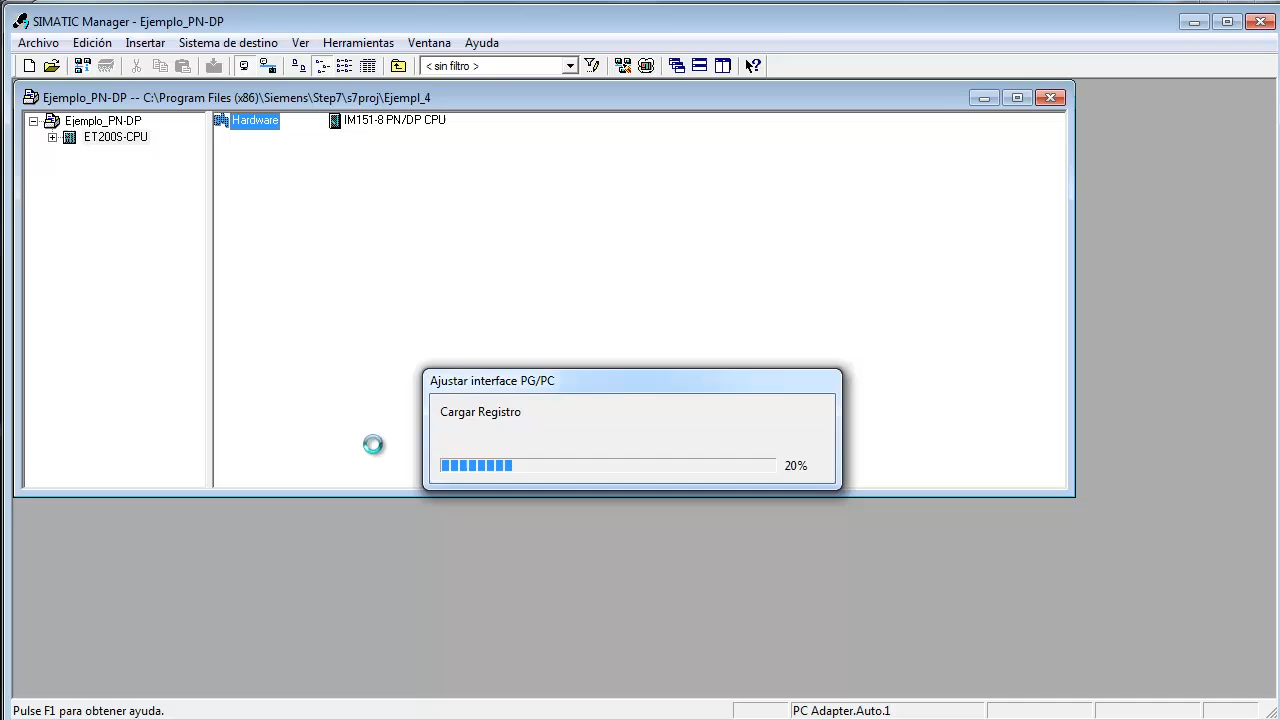 SIMATIC Manager - Ejemplo_PN-DP
Archivo Edición Insertar Sistema de destino Ver Herramientas Ventana Ayuda
< sin filtro >
Ejemplo_PN-DP -- C:\Program Files (x86)\Siemens\Step7\s7proj\Ejempl_4
Ejemplo_PN-DP
ET200S-CPU
Hardware
IM151-8 PN/DP CPU
Ajustar interface PG/PC
Cargar Registro
20%
Pulse F1 para obtener ayuda.
PC Adapter.Auto.1